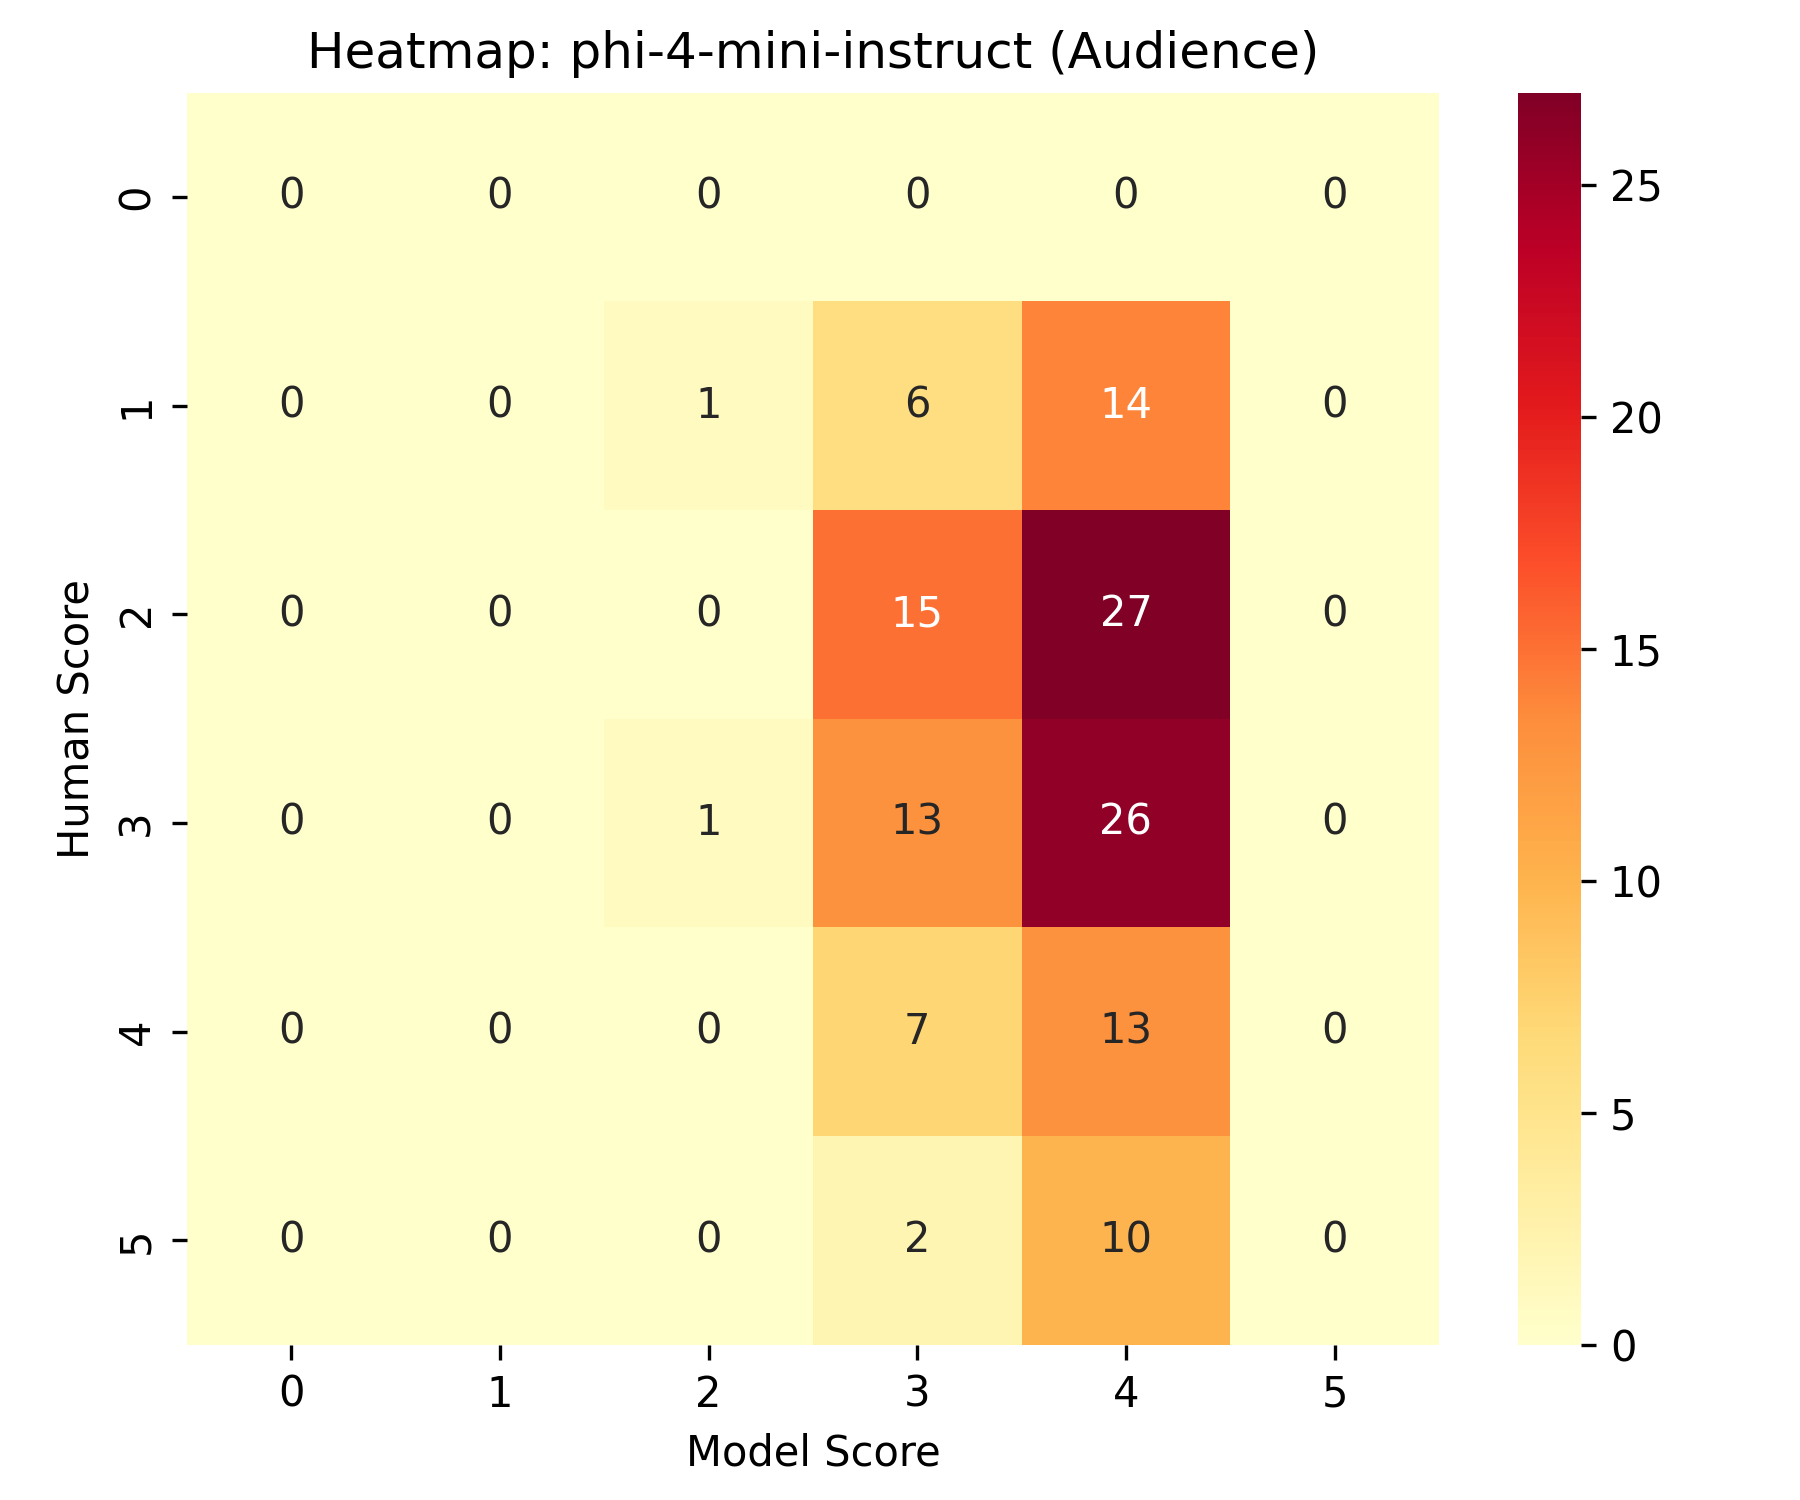 Heatmap: phi-4-mini-instruct (Audience)
0 0 0 0 0 0 0
1 0 0 1 6 14 0
2 0 0 0 15 27 0
3 0 0 1 13 26 0
4 0 0 0 7 13 0
5 0 0 0 2 10 0
0 1 2 3 4 5
Model Score
Human Score
25
20
15
10
5
0